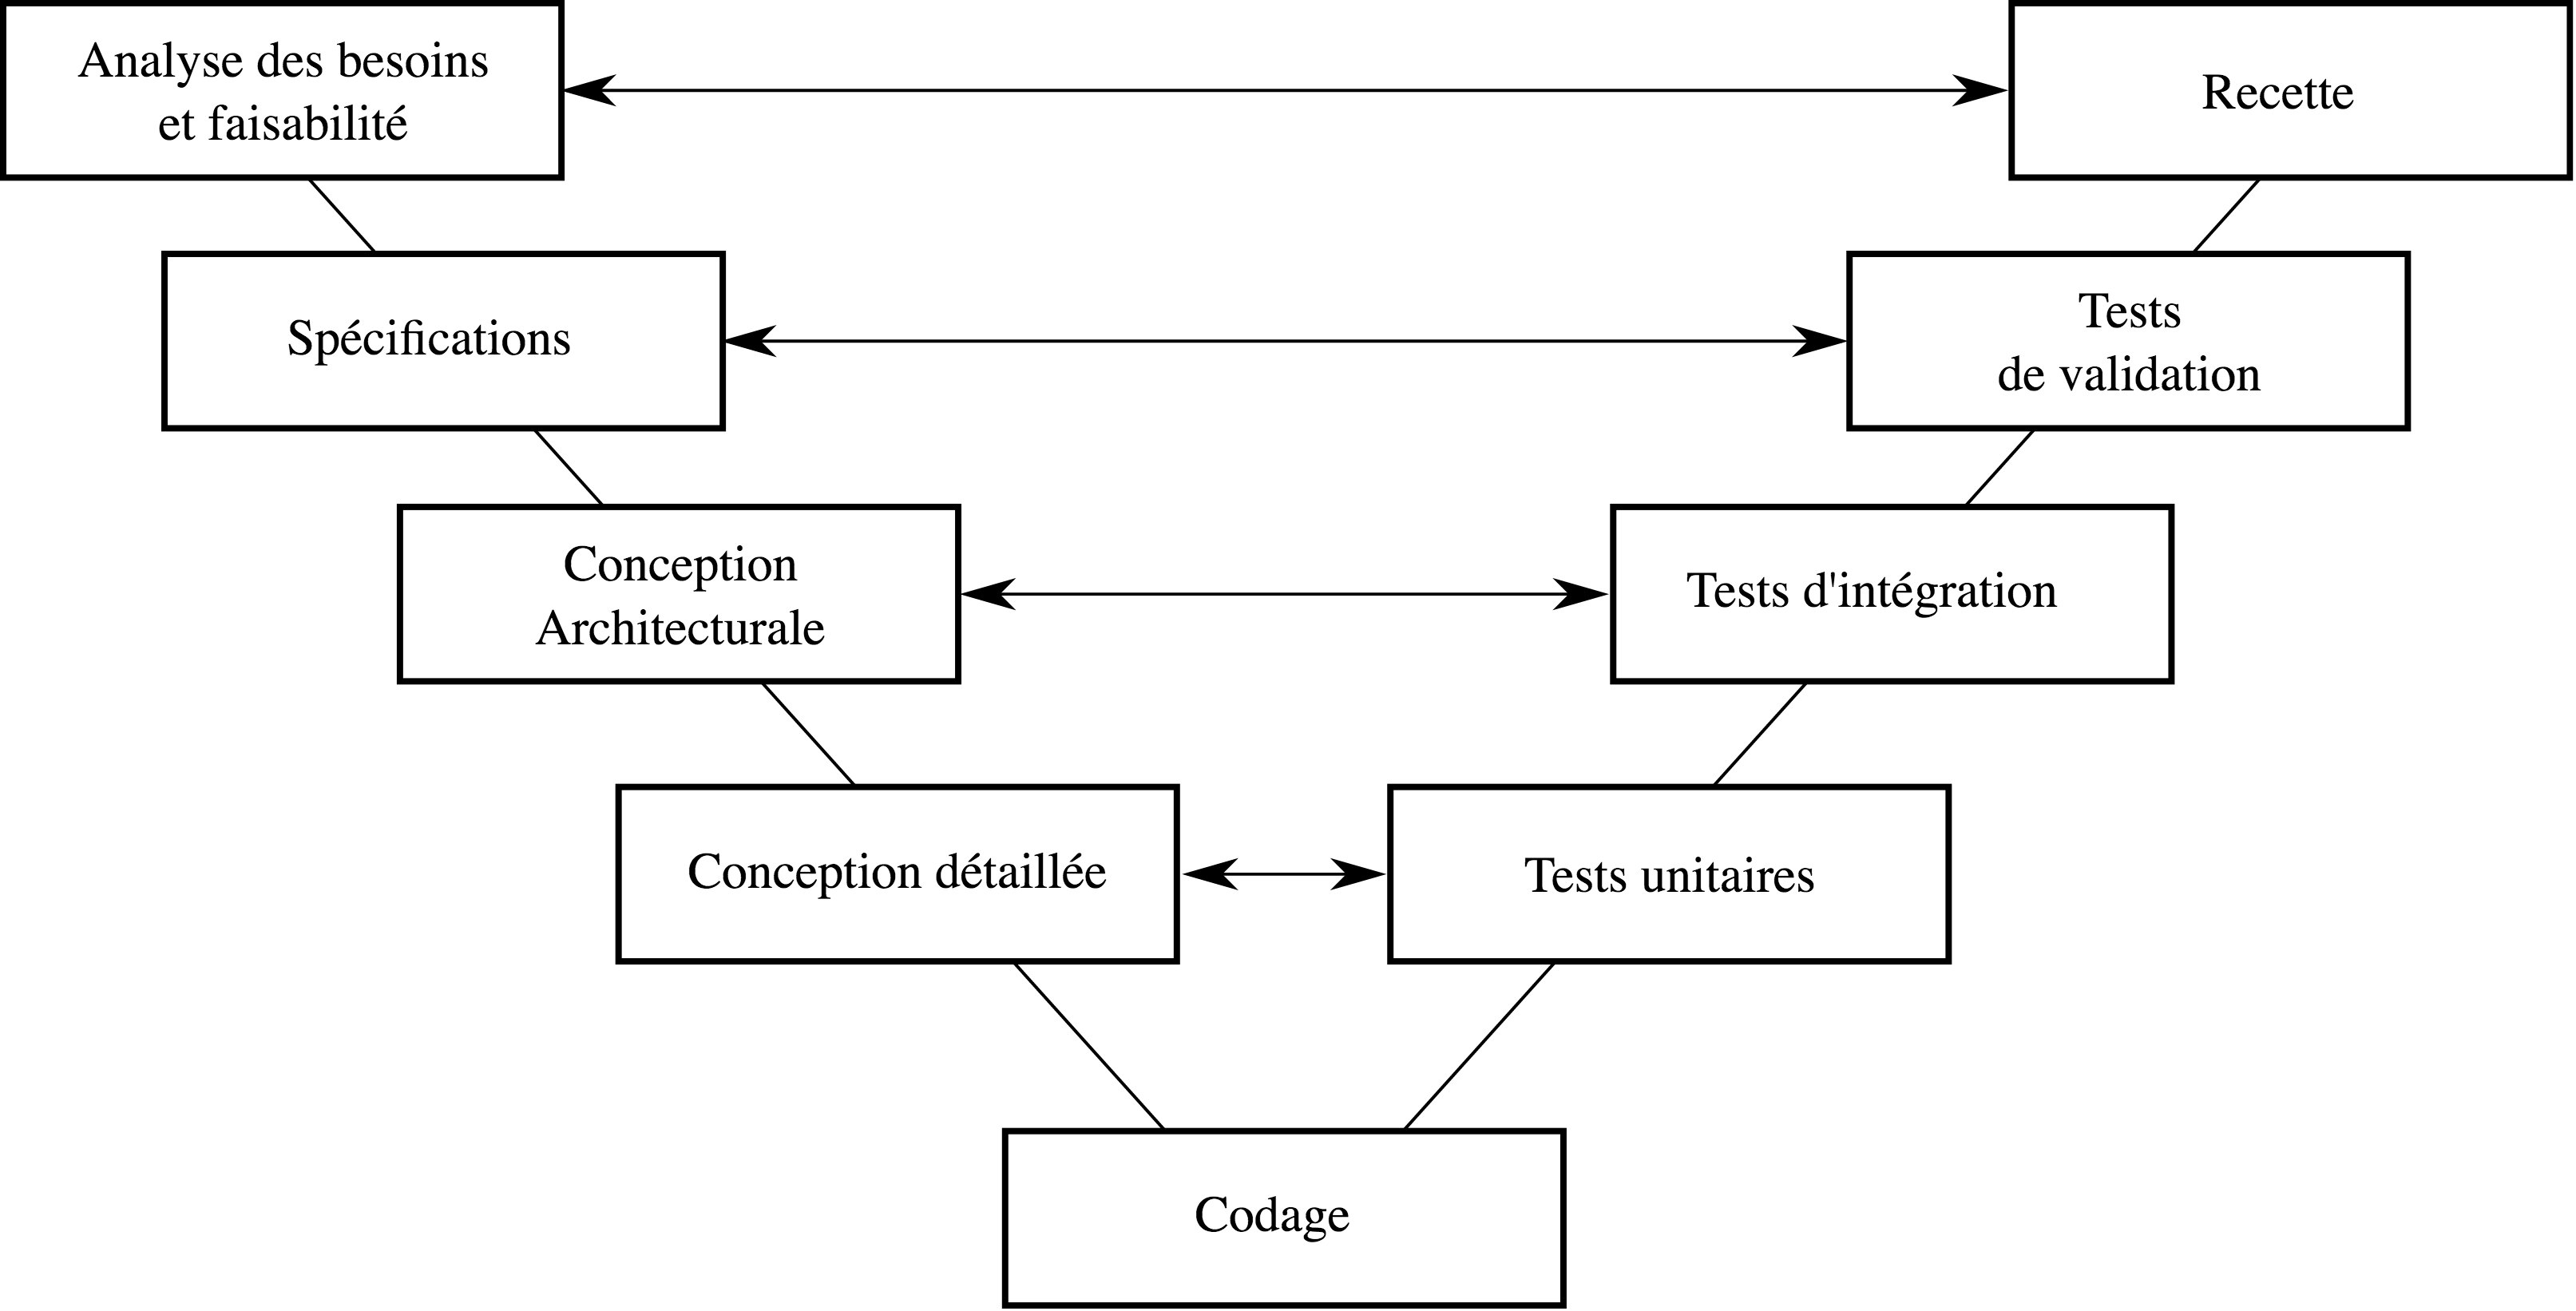 Analyse des besoins
et faisabilité
Recette
Spécifications
Tests
de validation
Conception
Architecturale
Tests d'intégration
Conception détaillée
Tests unitaires
Codage